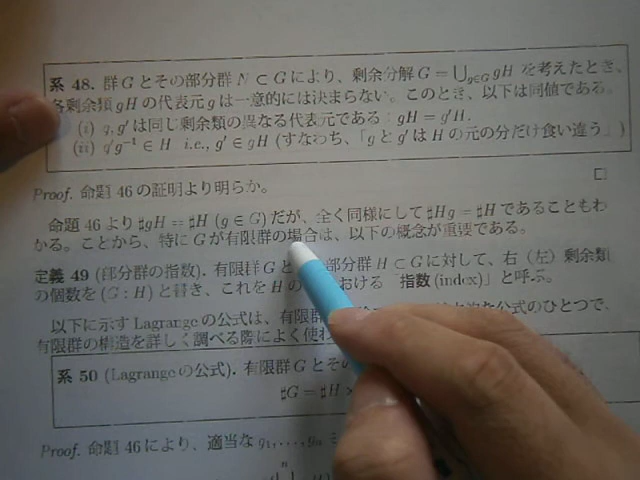 系 48. 群 G とその部分群 N ⊂ G により、剰余分解 G = ⋃_{g∈G} gH を考えたとき、
各剰余類 gH の代表元 g は一意的には決まらない。このとき、以下は同値である。
(i) g, g′ は同じ剰余類の異なる代表元である : gH = g′H.
(ii) g′g⁻¹ ∈ H i.e., g′ ∈ gH (すなわち、「g と g′ は H の元の分だけ食い違う」)
Proof. 命題 46 の証明より明らか。 □
命題 46 より ♯gH = ♯H (g ∈ G) だが、全く同様にして ♯Hg = ♯H であることもわ
かる。ことから、特に G が有限群の場合は、以下の概念が重要である。
定義 49 (部分群の指数). 有限群 G と 部分群 H ⊂ G に対して、右（左）剰余類
の個数を (G : H) と書き、これを H の おける「指数 (index)」と呼ぶ。
以下に示す Lagrange の公式は、有限群 公式のひとつで、
有限群の構造を詳しく調べる際によく使わ
系 50 (Lagrange の公式). 有限群 G とその
♯G = ♯H ×
Proof. 命題 46 により、適当な g₁, . . . , gₙ ∈
n